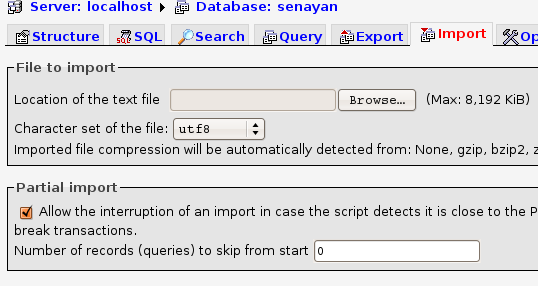 Server: localhost ▸ Database: senayan
Structure SQL Search Query Export Import Op
File to import
Location of the text file Browse... (Max: 8,192 KiB)
Character set of the file: utf8
Imported file compression will be automatically detected from: None, gzip, bzip2, z
Partial import
Allow the interruption of an import in case the script detects it is close to the P
break transactions.
Number of records (queries) to skip from start 0